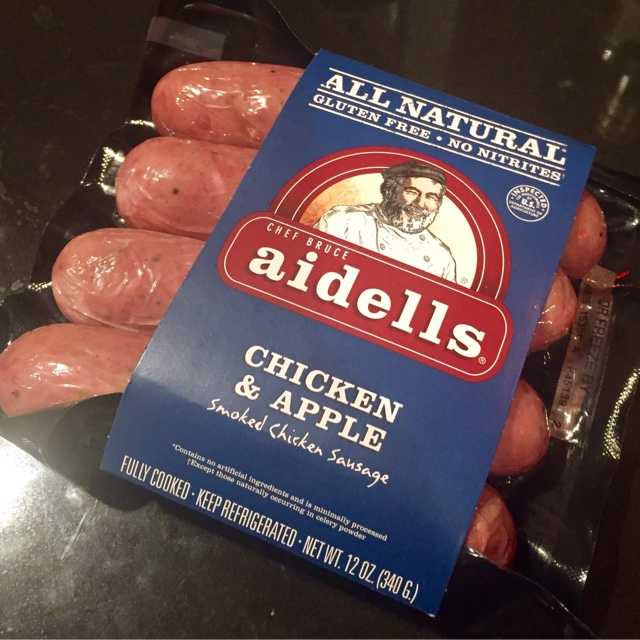 ALL NATURAL*
GLUTEN FREE • NO NITRITES†
INSPECTED
U.S.
CHEF BRUCE
aidells®
CHICKEN
& APPLE
Smoked Chicken Sausage
*Contains no artificial ingredients and is minimally processed
†Except those naturally occurring in celery powder
FULLY COOKED · KEEP REFRIGERATED · NET WT. 12 OZ. (340 G.)